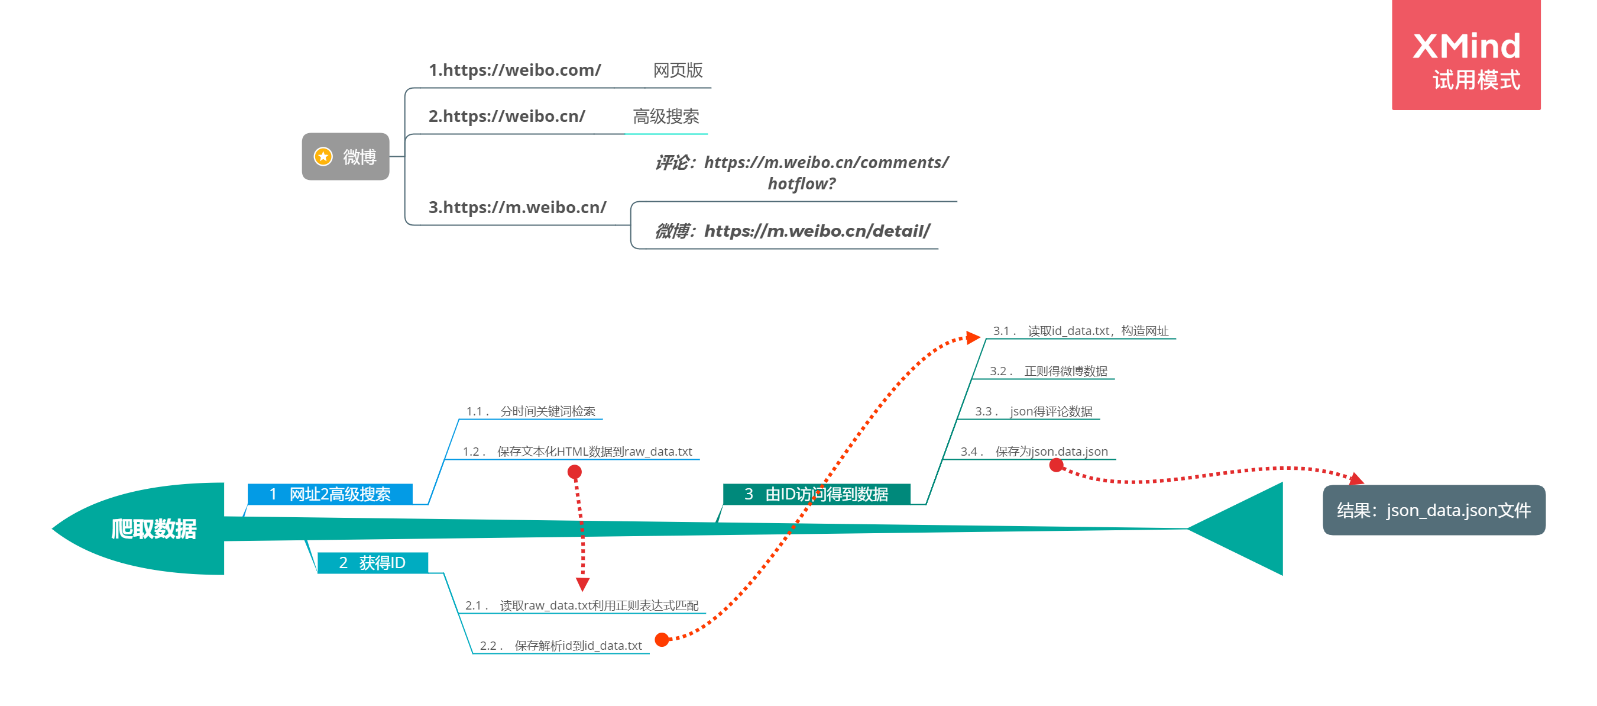 XMind
试用模式
1.https://weibo.com/ 网页版
2.https://weibo.cn/ 高级搜索
微博
评论：https://m.weibo.cn/comments/
hotflow?
3.https://m.weibo.cn/
微博：https://m.weibo.cn/detail/
爬取数据
1 网址2高级搜索
1.1． 分时间关键词检索
1.2． 保存文本化HTML数据到raw_data.txt
2 获得ID
2.1． 读取raw_data.txt利用正则表达式匹配
2.2． 保存解析id到id_data.txt
3 由ID访问得到数据
3.1． 读取id_data.txt，构造网址
3.2． 正则得微博数据
3.3． json得评论数据
3.4． 保存为json.data.json
结果：json_data.json文件